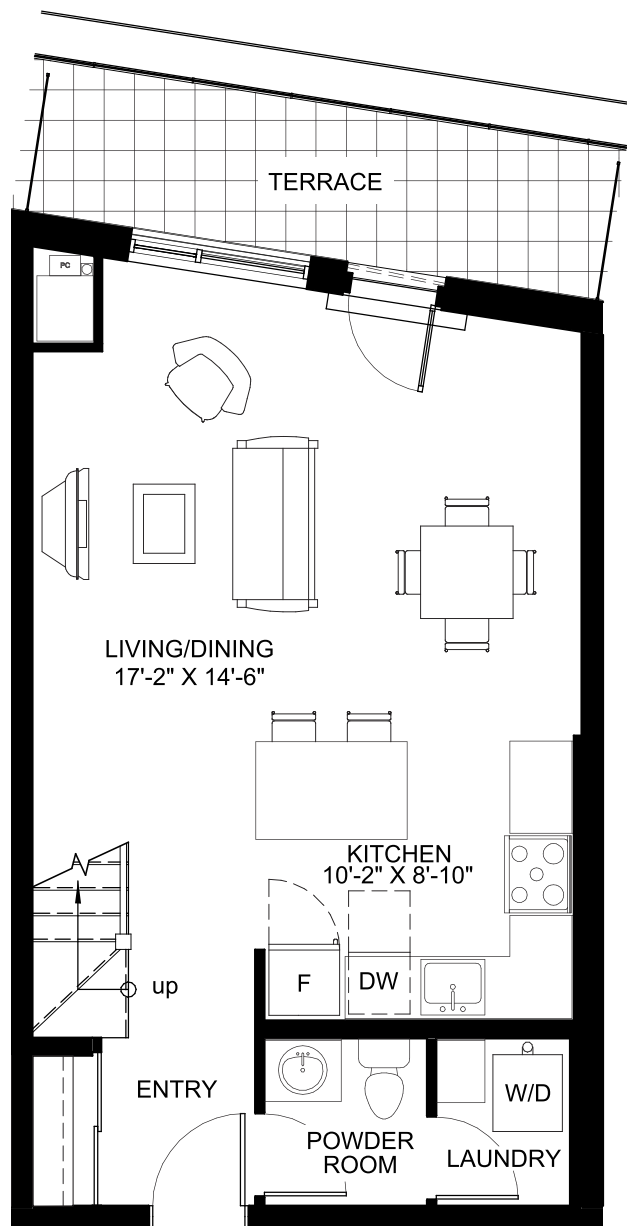 TERRACE
PC
LIVING/DINING
17'-2" X 14'-6"
KITCHEN
10'-2" X 8'-10"
F
DW
up
ENTRY
W/D
POWDER
ROOM
LAUNDRY